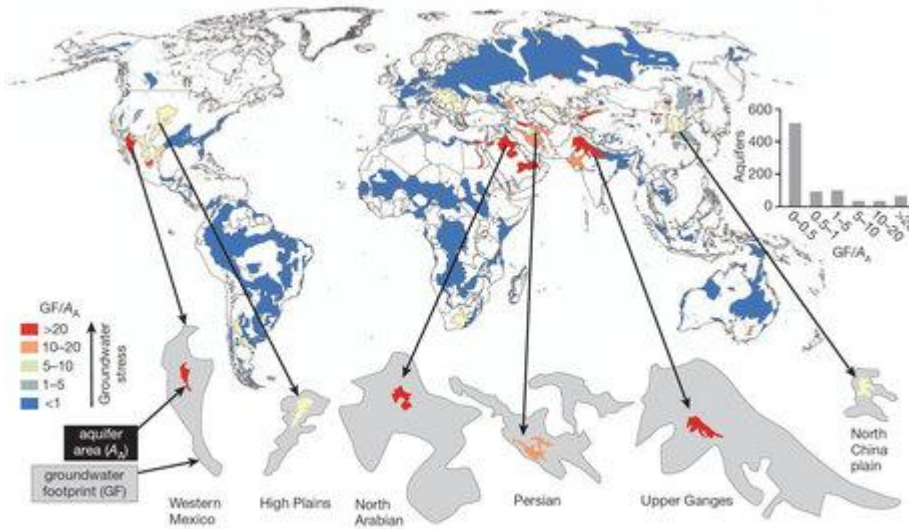 600
400
200
0
Aquifers
0–0.5
0.5–1
1–5
5–10
10–20
>20
GF/AA
GF/AA
>20
10–20
5–10
1–5
<1
Groundwater
stress
aquifer
area (AA)
groundwater
footprint (GF)
Western
Mexico
High Plains
North
Arabian
Persian
Upper Ganges
North
China
plain